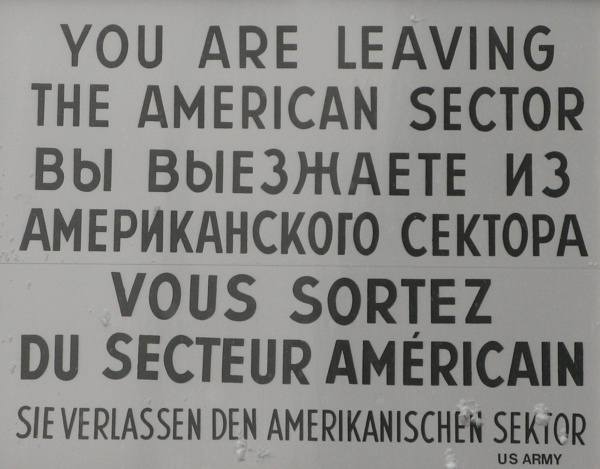 YOU ARE LEAVING
THE AMERICAN SECTOR
ВЫ ВЫЕЗЖАЕТЕ ИЗ
АМЕРИКАНСКОГО СЕКТОРА
VOUS SORTEZ
DU SECTEUR AMÉRICAIN
SIE VERLASSEN DEN AMERIKANISCHEN SEKTOR
US ARMY